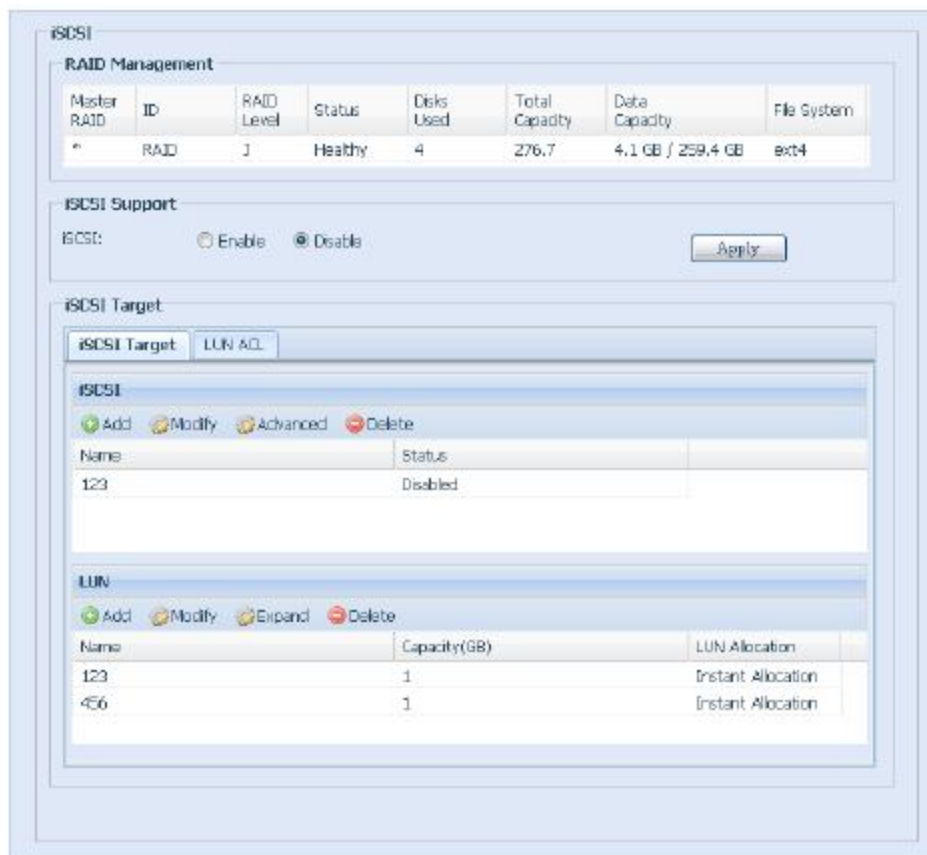 iSCSI
RAID Management
Master RAID ID RAID Level Status Disks Used Total Capacity Data Capacity File System
* RAID 1 Healthy 4 276.7 4.1 GB / 259.4 GB ext4
iSCSI Support
iSCSI: Enable Disable Apply
iSCSI Target
iSCSI Target LUN ACL
iSCSI
Add Modify Advanced Delete
Name Status
123 Disabled
LUN
Add Modify Expand Delete
Name Capacity(GB) LUN Allocation
123 1 Instant Allocation
456 1 Instant Allocation